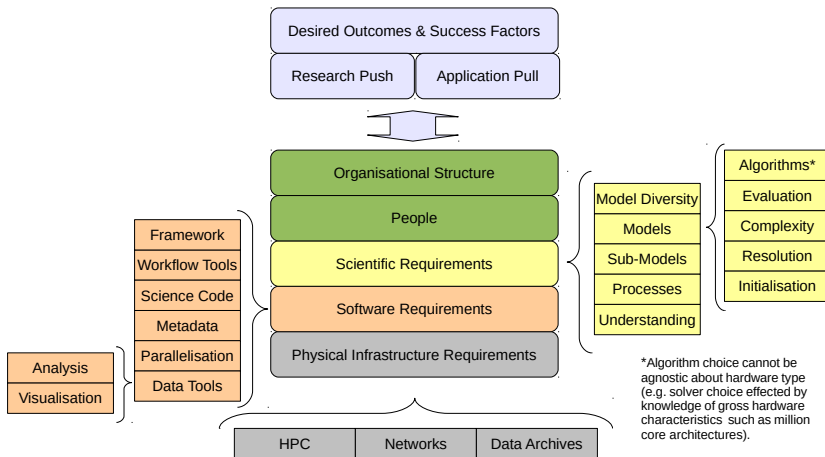 Desired Outcomes & Success Factors
Research Push
Application Pull
Organisational Structure
People
Scientific Requirements
Software Requirements
Physical Infrastructure Requirements
Framework
Workflow Tools
Science Code
Metadata
Parallelisation
Data Tools
Analysis
Visualisation
Model Diversity
Models
Sub-Models
Processes
Understanding
Algorithms*
Evaluation
Complexity
Resolution
Initialisation
*Algorithm choice cannot be
agnostic about hardware type
(e.g. solver choice effected by
knowledge of gross hardware
characteristics such as million
core architectures).
HPC
Networks
Data Archives